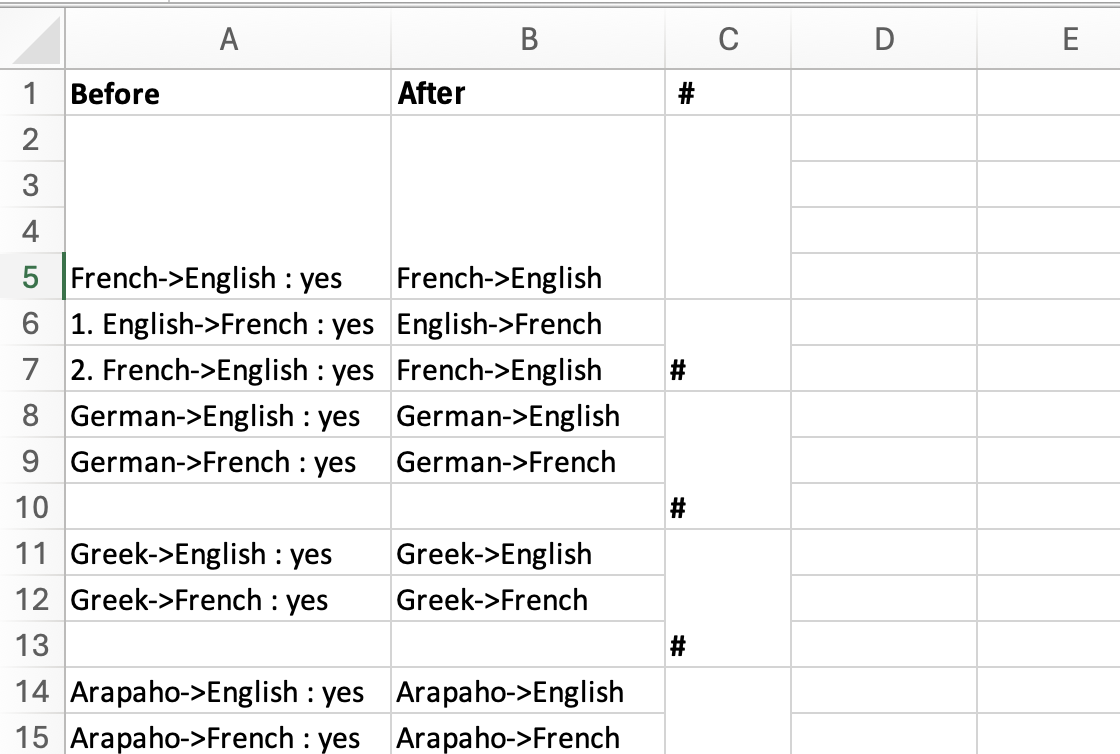 A B C D E
1 Before After #
2
3
4
5 French->English : yes French->English
6 1. English->French : yes English->French
7 2. French->English : yes French->English #
8 German->English : yes German->English
9 German->French : yes German->French
10 #
11 Greek->English : yes Greek->English
12 Greek->French : yes Greek->French
13 #
14 Arapaho->English : yes Arapaho->English
15 Arapaho->French : yes Arapaho->French